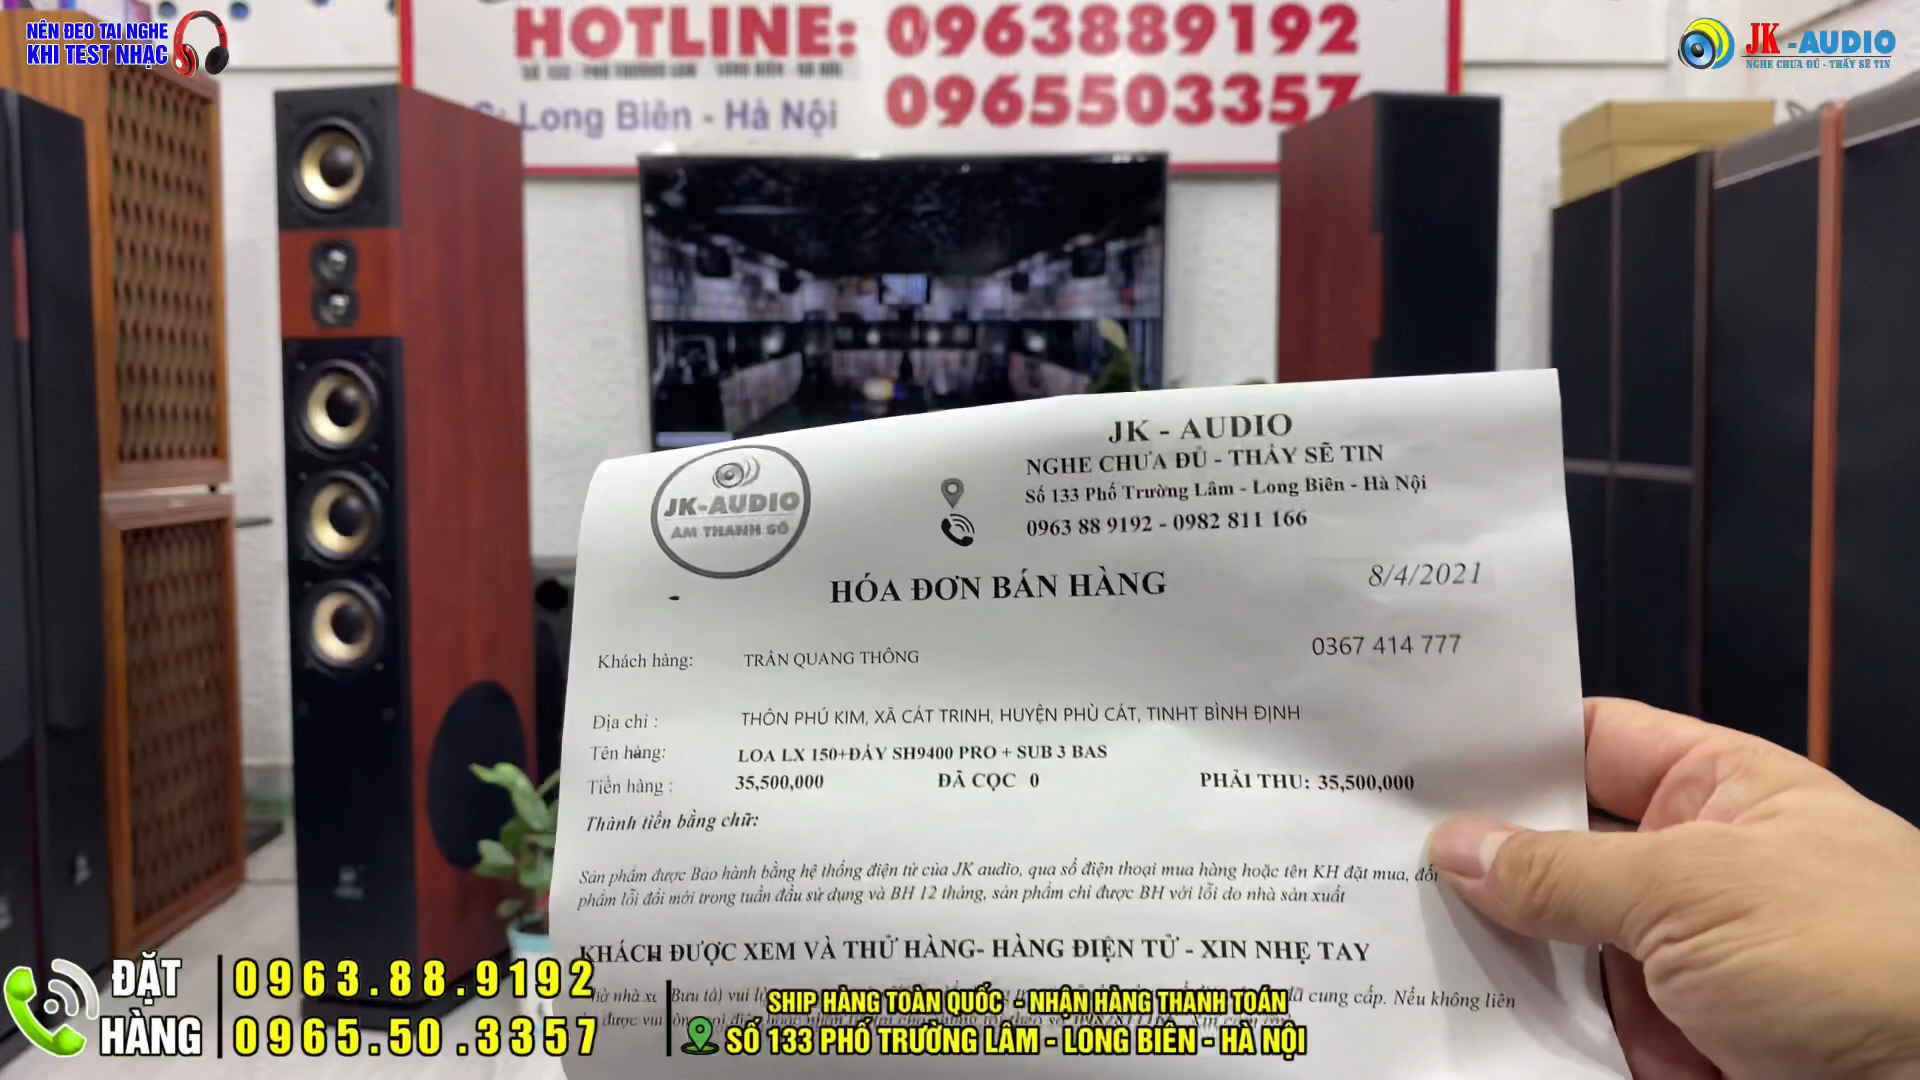 NÊN ĐEO TAI NGHE
KHI TEST NHẠC
JK -AUDIO
NGHE CHƯA ĐỦ - THẤY SẼ TIN
HOTLINE: 0963889192
0965503357
Long Biên - Hà Nội
JK-AUDIO
ÂM THANH SỐ
JK - AUDIO
NGHE CHƯA ĐỦ - THẤY SẼ TIN
Số 133 Phố Trường Lâm - Long Biên - Hà Nội
0963 88 9192 - 0982 811 166
HÓA ĐƠN BÁN HÀNG
8/4/2021
Khách hàng: TRẦN QUANG THÔNG
0367 414 777
Địa chỉ : THÔN PHÚ KIM, XÃ CÁT TRINH, HUYỆN PHÙ CÁT, TINHT BÌNH ĐỊNH
Tên hàng: LOA LX 150+ĐẨY SH9400 PRO + SUB 3 BAS
Tiền hàng : 35,500,000 ĐÃ CỌC 0 PHẢI THU: 35,500,000
Thành tiền bằng chữ:
Sản phẩm được Bảo hành bằng hệ thống điện tử của JK audio, qua số điện thoại mua hàng hoặc tên KH đặt mua, đổi
phẩm lỗi đổi mới trong tuần đầu sử dụng và BH 12 tháng, sản phẩm chỉ được BH với lỗi do nhà sản xuất
KHÁCH ĐƯỢC XEM VÀ THỬ HÀNG- HÀNG ĐIỆN TỬ - XIN NHẸ TAY
Bưu tá) vui đã cung cấp. Nếu không liên
được
ĐẶT HÀNG
0963.88.9192
0965.50.3357
SHIP HÀNG TOÀN QUỐC - NHẬN HÀNG THANH TOÁN
SỐ 133 PHỐ TRƯỜNG LÂM - LONG BIÊN - HÀ NỘI